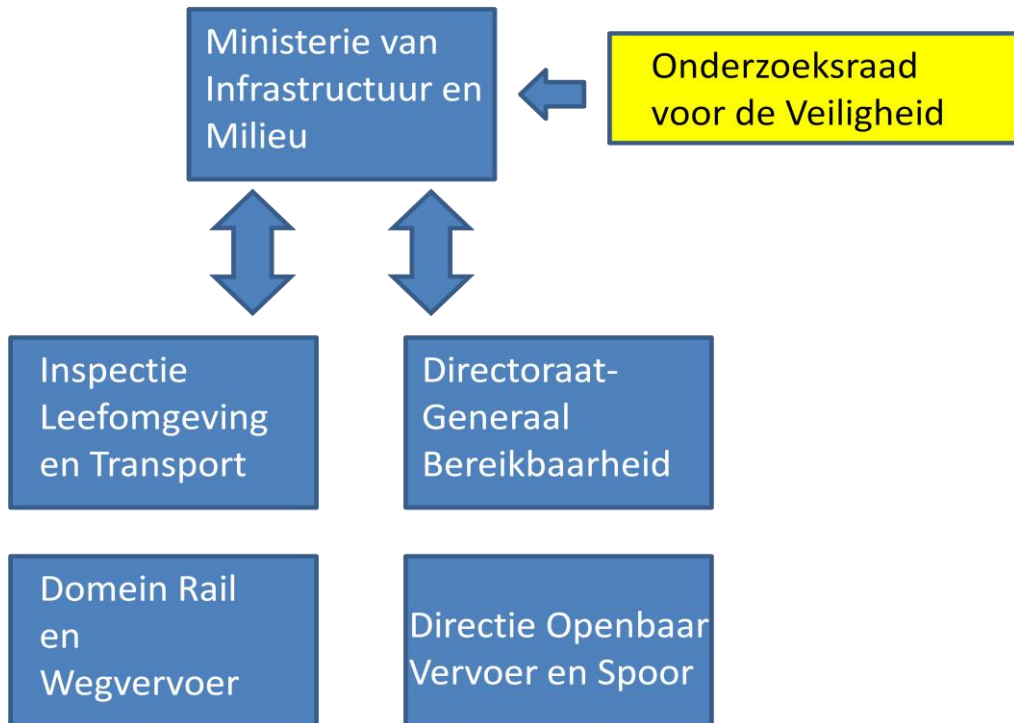 Ministerie van
Infrastructuur en
Milieu
Onderzoeksraad
voor de Veiligheid
Inspectie
Leefomgeving
en Transport
Directoraat-
Generaal
Bereikbaarheid
Domein Rail
en
Wegvervoer
Directie Openbaar
Vervoer en Spoor